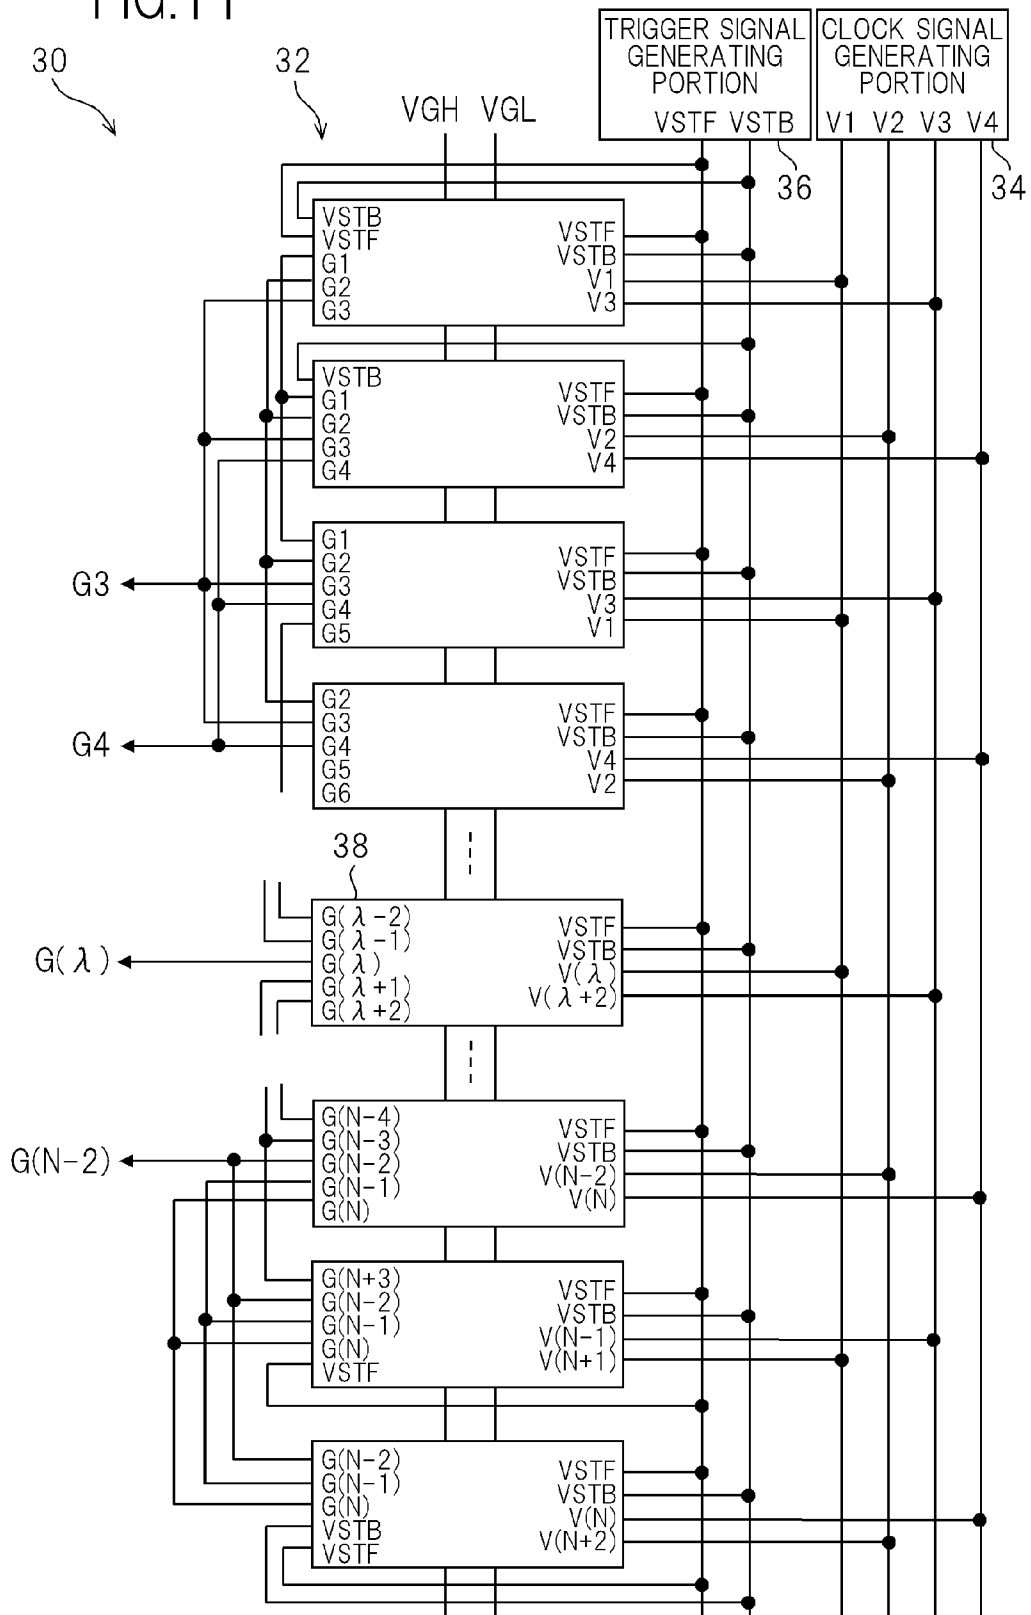 FIG.11
30
32
VGH VGL
TRIGGER SIGNAL
GENERATING
PORTION
VSTF VSTB
CLOCK SIGNAL
GENERATING
PORTION
V1 V2 V3 V4
36
34
VSTB
VSTF
G1
G2
G3
VSTF
VSTB
V1
V3
VSTB
G1
G2
G3
G4
VSTF
VSTB
V2
V4
G3
G1
G2
G3
G4
G5
VSTF
VSTB
V3
V1
G4
G2
G3
G4
G5
G6
VSTF
VSTB
V4
V2
38
G(λ)
G(λ-2)
G(λ-1)
G(λ)
G(λ+1)
G(λ+2)
VSTF
VSTB
V(λ)
V(λ+2)
G(N-2)
G(N-4)
G(N-3)
G(N-2)
G(N-1)
G(N)
VSTF
VSTB
V(N-2)
V(N)
G(N+3)
G(N-2)
G(N-1)
G(N)
VSTF
VSTF
VSTB
V(N-1)
V(N+1)
G(N-2)
G(N-1)
G(N)
VSTB
VSTF
VSTF
VSTB
V(N)
V(N+2)